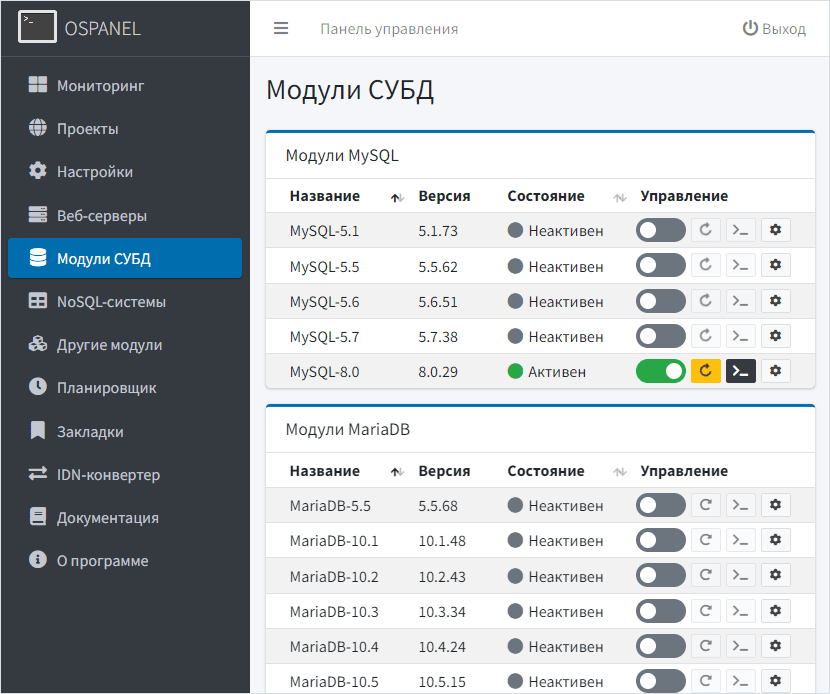 OSPANEL
Панель управления
Выход
Мониторинг
Проекты
Настройки
Веб-серверы
Модули СУБД
NoSQL-системы
Другие модули
Планировщик
Закладки
IDN-конвертер
Документация
О программе
Модули СУБД
Модули MySQL
Название Версия Состояние Управление
MySQL-5.1 5.1.73 Неактивен
MySQL-5.5 5.5.62 Неактивен
MySQL-5.6 5.6.51 Неактивен
MySQL-5.7 5.7.38 Неактивен
MySQL-8.0 8.0.29 Активен
Модули MariaDB
Название Версия Состояние Управление
MariaDB-5.5 5.5.68 Неактивен
MariaDB-10.1 10.1.48 Неактивен
MariaDB-10.2 10.2.43 Неактивен
MariaDB-10.3 10.3.34 Неактивен
MariaDB-10.4 10.4.24 Неактивен
MariaDB-10.5 10.5.15 Неактивен